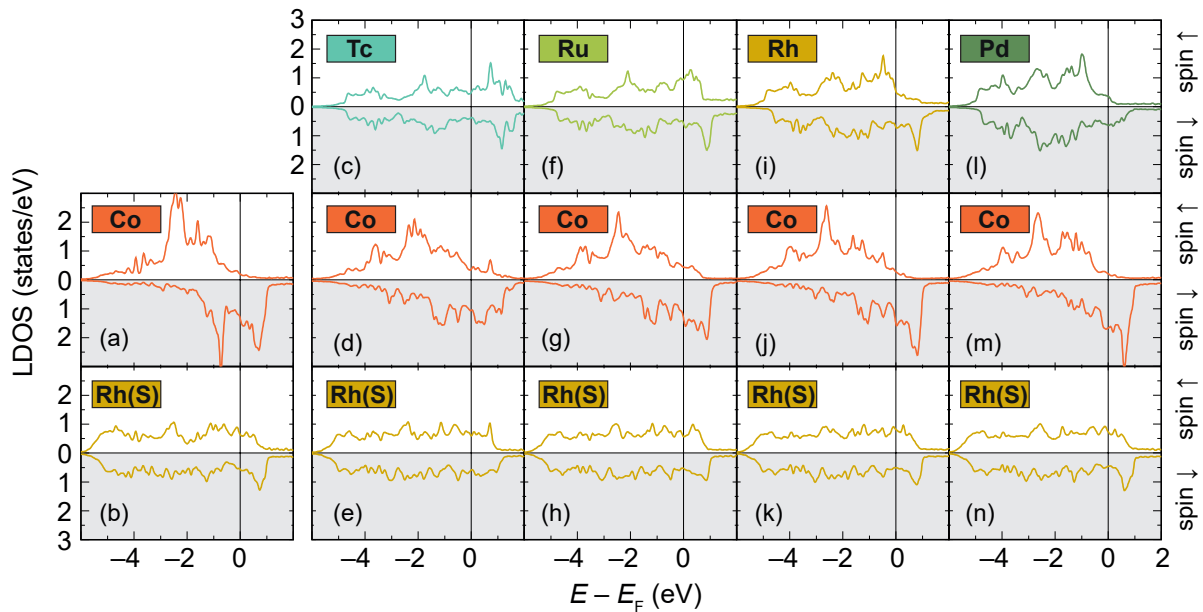 3
2
1
0
1
2
Tc
(c)
Ru
(f)
Rh
(i)
Pd
(l)
spin ↑
spin ↓
LDOS (states/eV)
2
1
0
1
2
Co
(a)
Co
(d)
Co
(g)
Co
(j)
Co
(m)
spin ↑
spin ↓
2
1
0
1
2
3
Rh(S)
(b)
Rh(S)
(e)
Rh(S)
(h)
Rh(S)
(k)
Rh(S)
(n)
spin ↑
spin ↓
−4 −2 0 −4 −2 0 −4 −2 0 −4 −2 0 −4 −2 0 2
E − E_F (eV)